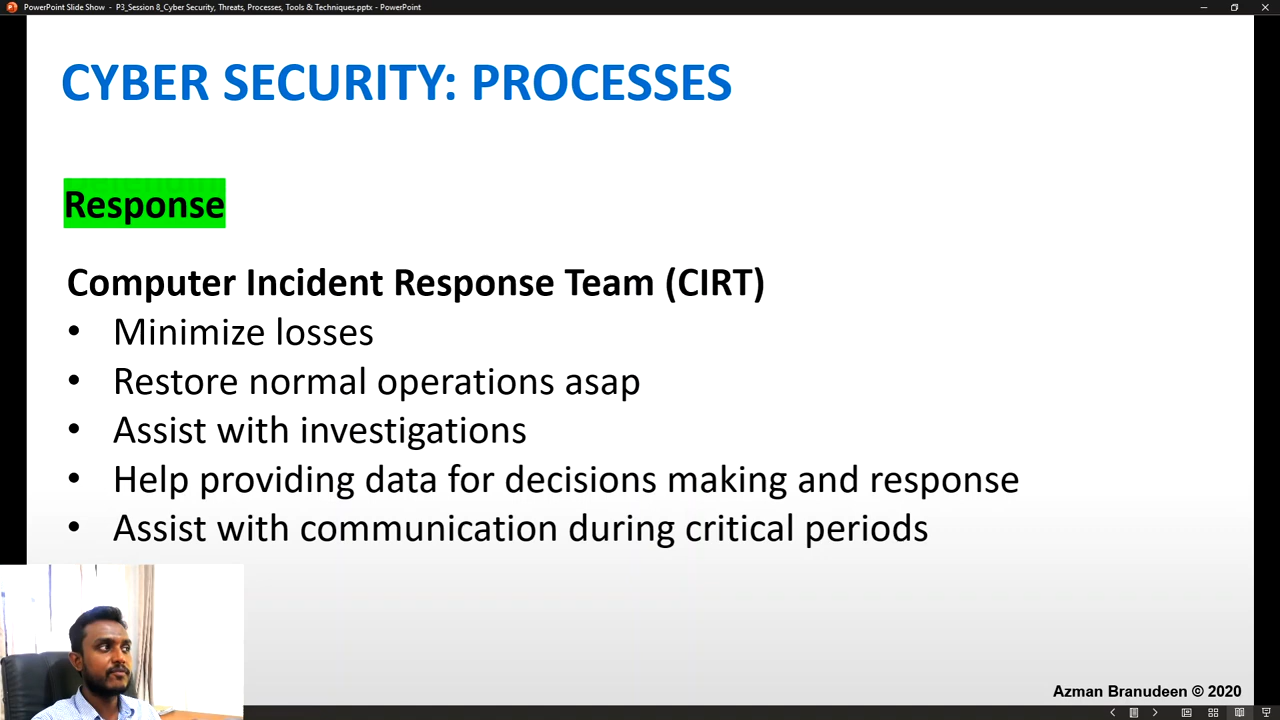 PowerPoint Slide Show - P3_Session 8_Cyber Security, Threats, Processes, Tools & Techniques.pptx - PowerPoint
CYBER SECURITY: PROCESSES
Response
Computer Incident Response Team (CIRT)
• Minimize losses
• Restore normal operations asap
• Assist with investigations
• Help providing data for decisions making and response
• Assist with communication during critical periods
Azman Branudeen © 2020